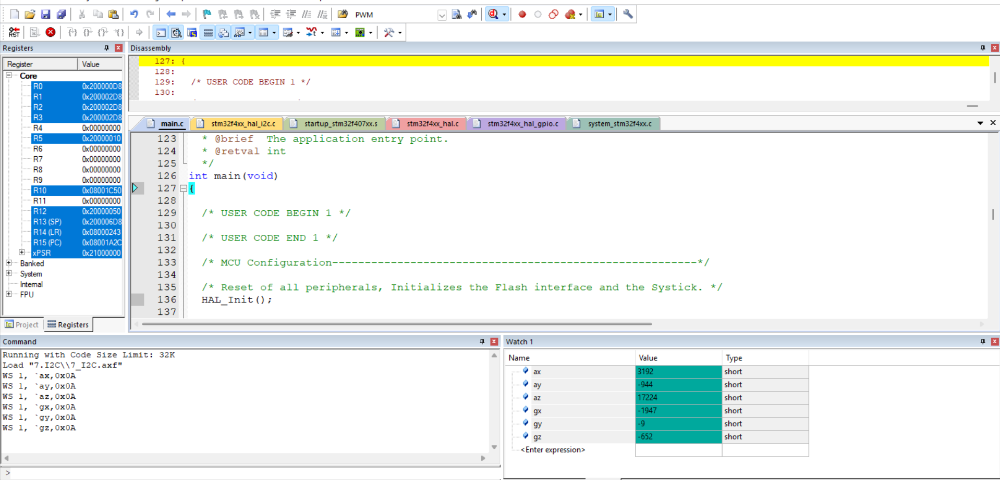 PWM
RST
Registers
Register Value
Core
R0 0x200000D8
R1 0x200002D8
R2 0x200002D8
R3 0x200002D8
R4 0x00000000
R5 0x20000010
R6 0x00000000
R7 0x00000000
R8 0x00000000
R9 0x00000000
R10 0x08001C50
R11 0x00000000
R12 0x20000050
R13 (SP) 0x200006D8
R14 (LR) 0x08000243
R15 (PC) 0x08001A2C
xPSR 0x21000000
Banked
System
Internal
FPU
Project Registers
Disassembly
127: {
128:
129: /* USER CODE BEGIN 1 */
130:
main.c stm32f4xx_hal_i2c.c startup_stm32f407xx.s stm32f4xx_hal.c stm32f4xx_hal_gpio.c system_stm32f4xx.c
123 * @brief The application entry point.
124 * @retval int
125 */
126 int main(void)
127 {
128
129 /* USER CODE BEGIN 1 */
130
131 /* USER CODE END 1 */
132
133 /* MCU Configuration--------------------------------------------------------*/
134
135 /* Reset of all peripherals, Initializes the Flash interface and the Systick. */
136 HAL_Init();
137
Command
Running with Code Size Limit: 32K
Load "7.I2C\\7_I2C.axf"
WS 1, `ax,0x0A
WS 1, `ay,0x0A
WS 1, `az,0x0A
WS 1, `gx,0x0A
WS 1, `gy,0x0A
WS 1, `gz,0x0A
>
Watch 1
Name Value Type
ax 3192 short
ay -944 short
az 17224 short
gx -1947 short
gy -9 short
gz -652 short
<Enter expression>